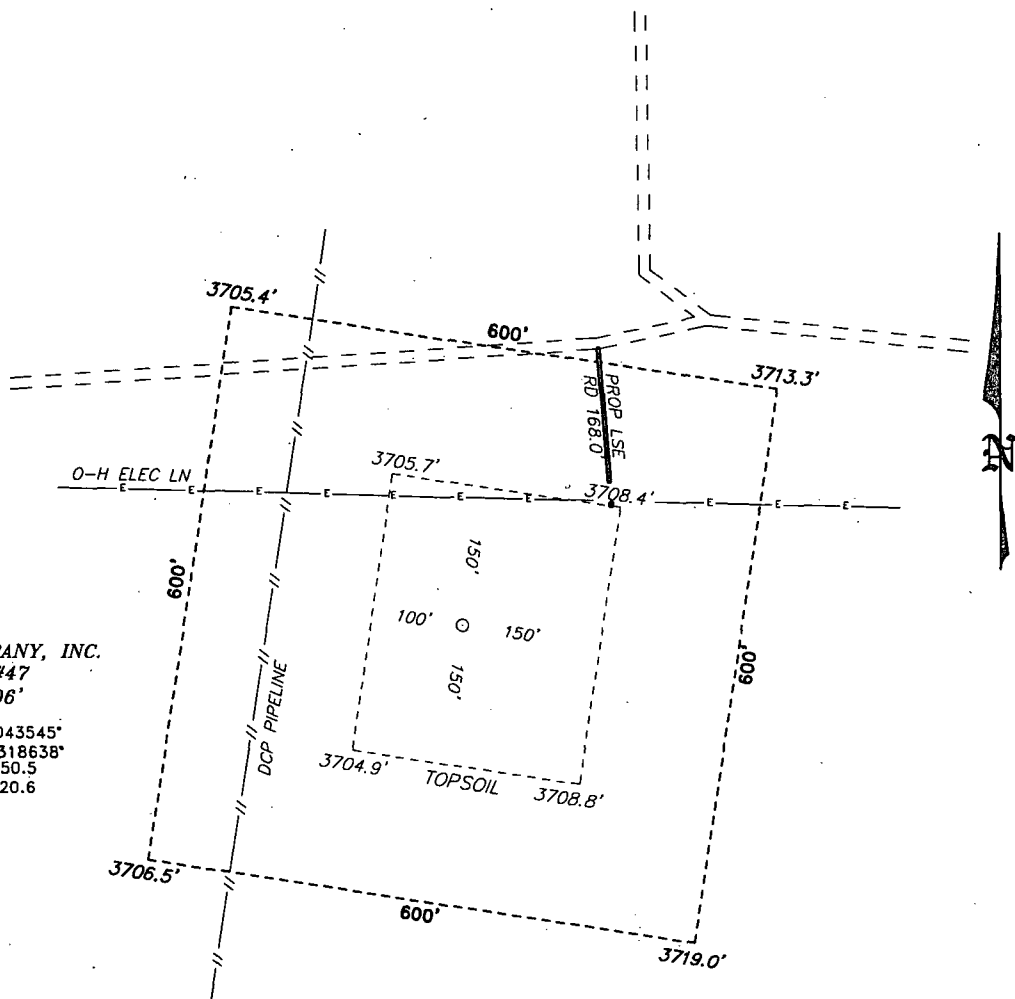 3705.4'
600'
3713.3'
PROP LSE
RD 168.0'
3705.7'
O-H ELEC LN
E E E E E E E E E E
3708.4'
600'
150'
100'
150'
150'
600'
ANY, INC.
447
06'
043545°
318638°
50.5
20.6
DCP PIPELINE
3704.9'
TOPSOIL
3708.8'
3706.5'
600'
3719.0'
N